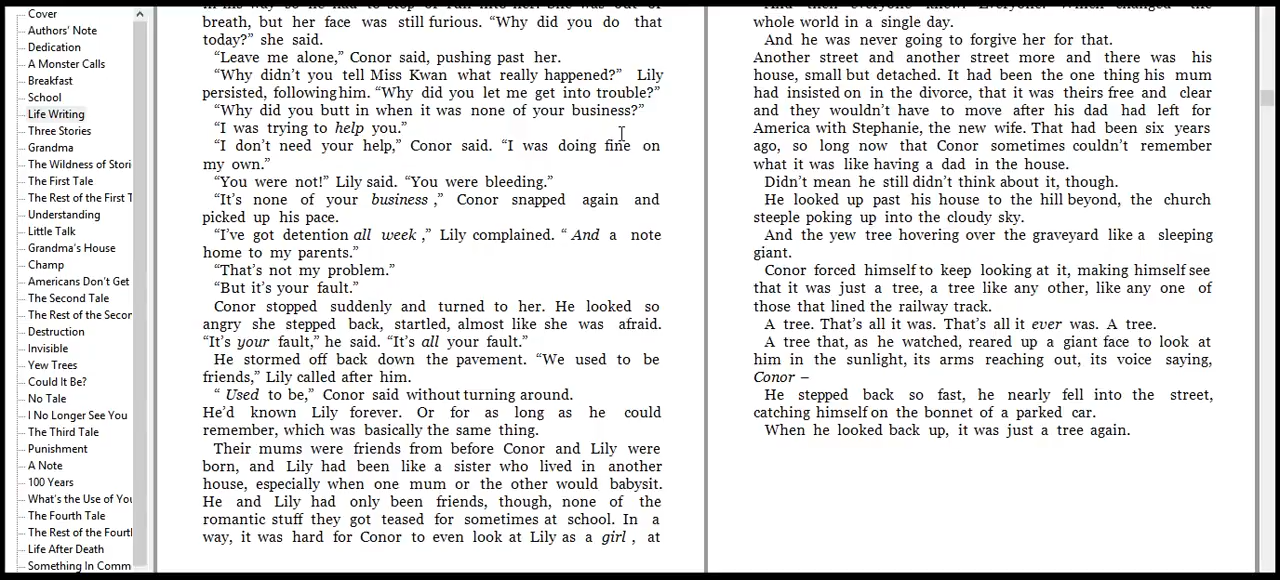 Cover
Authors' Note
Dedication
A Monster Calls
Breakfast
School
Life Writing
Three Stories
Grandma
The Wildness of Stori
The First Tale
The Rest of the First T
Understanding
Little Talk
Grandma's House
Champ
Americans Don't Get
The Second Tale
The Rest of the Secor
Destruction
Invisible
Yew Trees
Could It Be?
No Tale
I No Longer See You
The Third Tale
Punishment
A Note
100 Years
What's the Use of You
The Fourth Tale
The Rest of the Fourtl
Life After Death
Something In Comm
breath, but her face was still furious. “Why did you do that
today?” she said.
“Leave me alone,” Conor said, pushing past her.
“Why didn’t you tell Miss Kwan what really happened?” Lily
persisted, following him. “Why did you let me get into trouble?”
“Why did you butt in when it was none of your business?”
“I was trying to help you.”
“I don’t need your help,” Conor said. “I was doing fine on
my own.”
“You were not!” Lily said. “You were bleeding.”
“It’s none of your business ,” Conor snapped again and
picked up his pace.
“I’ve got detention all week ,” Lily complained. “ And a note
home to my parents.”
“That’s not my problem.”
“But it’s your fault.”
Conor stopped suddenly and turned to her. He looked so
angry she stepped back, startled, almost like she was afraid.
“It’s your fault,” he said. “It’s all your fault.”
He stormed off back down the pavement. “We used to be
friends,” Lily called after him.
“ Used to be,” Conor said without turning around.
He’d known Lily forever. Or for as long as he could
remember, which was basically the same thing.
Their mums were friends from before Conor and Lily were
born, and Lily had been like a sister who lived in another
house, especially when one mum or the other would babysit.
He and Lily had only been friends, though, none of the
romantic stuff they got teased for sometimes at school. In a
way, it was hard for Conor to even look at Lily as a girl , at
whole world in a single day.
And he was never going to forgive her for that.
Another street and another street more and there was his
house, small but detached. It had been the one thing his mum
had insisted on in the divorce, that it was theirs free and clear
and they wouldn’t have to move after his dad had left for
America with Stephanie, the new wife. That had been six years
ago, so long now that Conor sometimes couldn’t remember
what it was like having a dad in the house.
Didn’t mean he still didn’t think about it, though.
He looked up past his house to the hill beyond, the church
steeple poking up into the cloudy sky.
And the yew tree hovering over the graveyard like a sleeping
giant.
Conor forced himself to keep looking at it, making himself see
that it was just a tree, a tree like any other, like any one of
those that lined the railway track.
A tree. That’s all it was. That’s all it ever was. A tree.
A tree that, as he watched, reared up a giant face to look at
him in the sunlight, its arms reaching out, its voice saying,
Conor –
He stepped back so fast, he nearly fell into the street,
catching himself on the bonnet of a parked car.
When he looked back up, it was just a tree again.